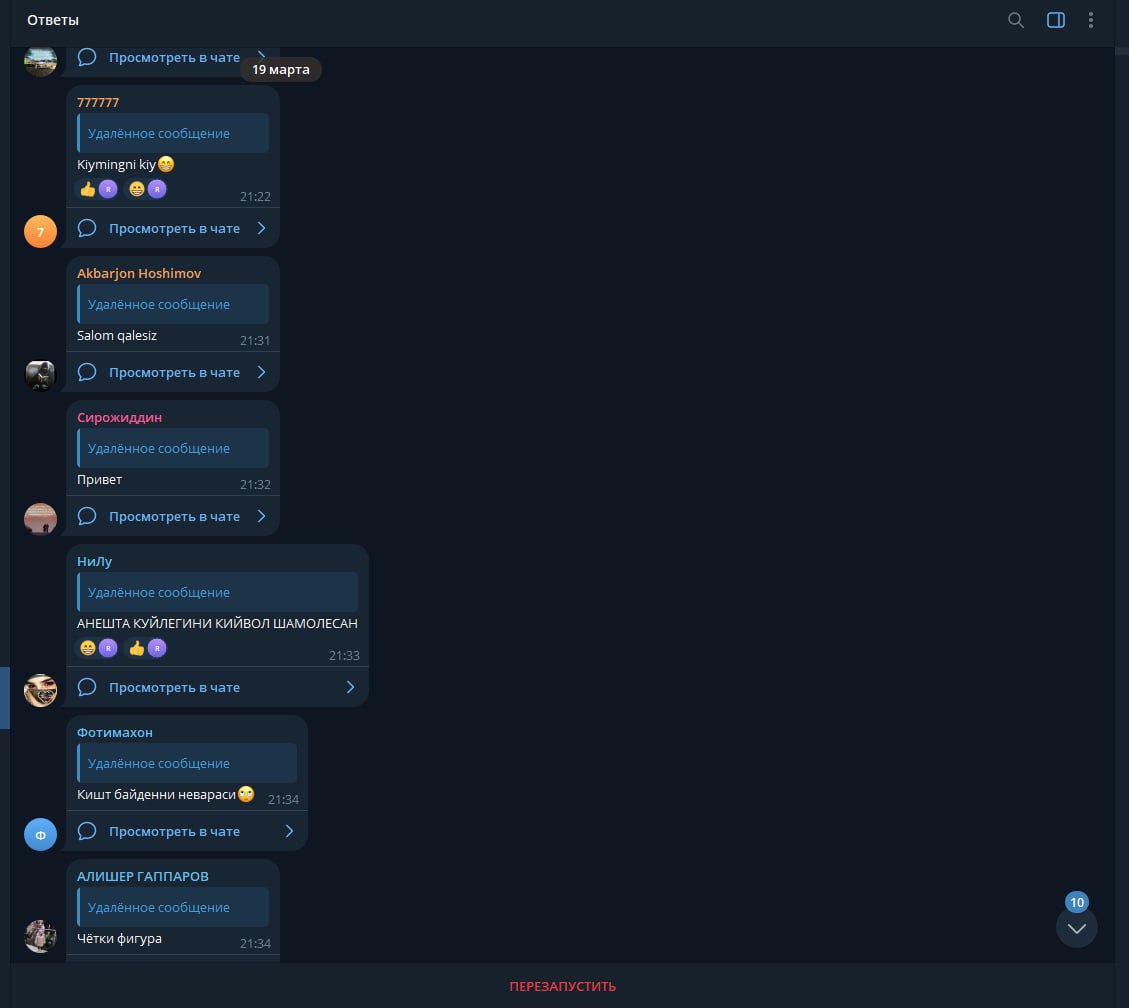 Ответы
Просмотреть в чате
19 марта
777777
Удалённое сообщение
Kiymingni kiy😁
21:22
7
Просмотреть в чате
Akbarjon Hoshimov
Удалённое сообщение
Salom qalesiz
21:31
Просмотреть в чате
Сирожиддин
Удалённое сообщение
Привет
21:32
Просмотреть в чате
НиЛу
Удалённое сообщение
АНЕШТА КУЙЛЕГИНИ КИЙВОЛ ШАМОЛЕСАН
21:33
Просмотреть в чате
Фотимахон
Удалённое сообщение
Кишт байденни невараси🙄
21:34
Ф
Просмотреть в чате
АЛИШЕР ГАППАРОВ
Удалённое сообщение
Чётки фигура
21:34
10
ПЕРЕЗАПУСТИТЬ